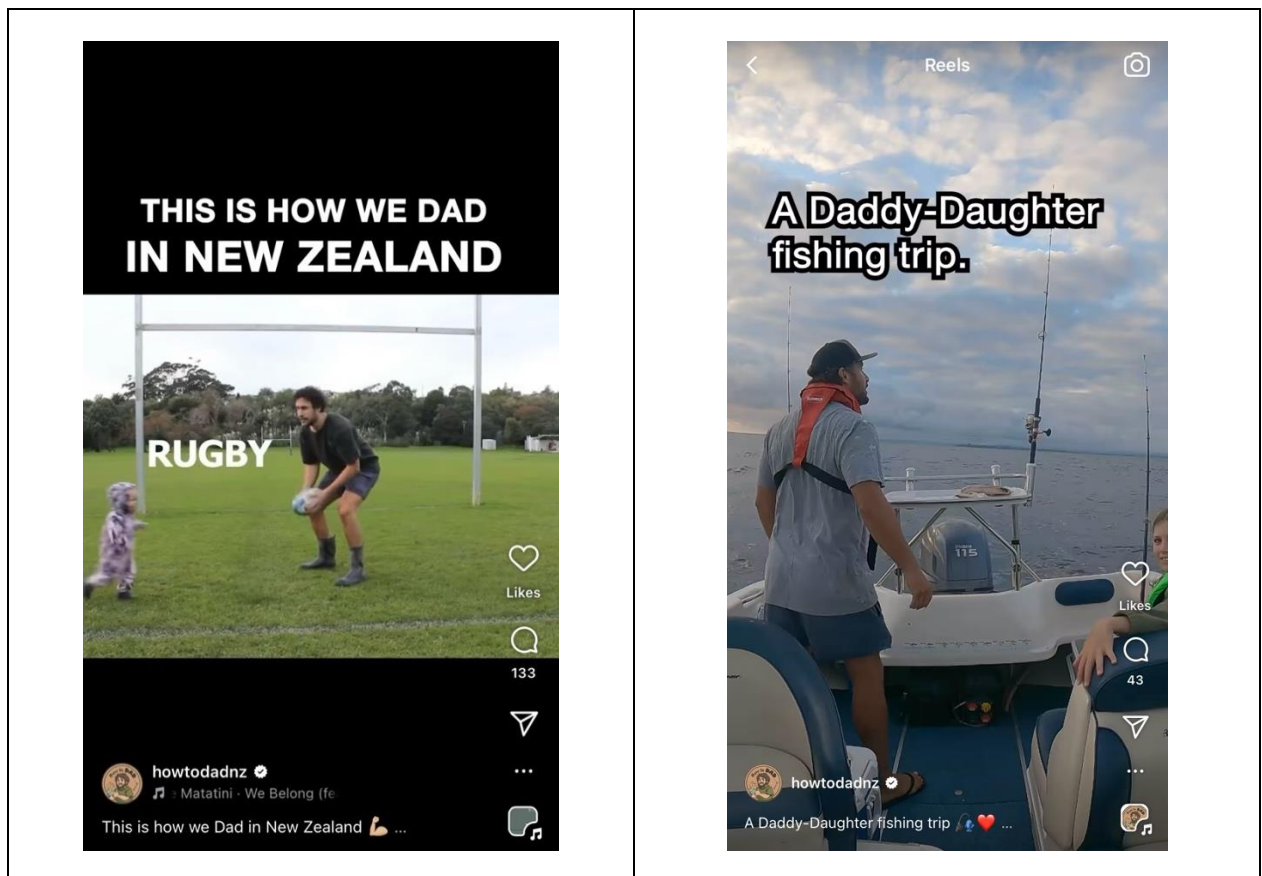 THIS IS HOW WE DAD
IN NEW ZEALAND
RUGBY
Likes
133
howtodadnz
Matatini · We Belong (fe
This is how we Dad in New Zealand
...
Reels
A Daddy-Daughter
fishing trip.
115
Likes
43
howtodadnz
A Daddy-Daughter fishing trip
...